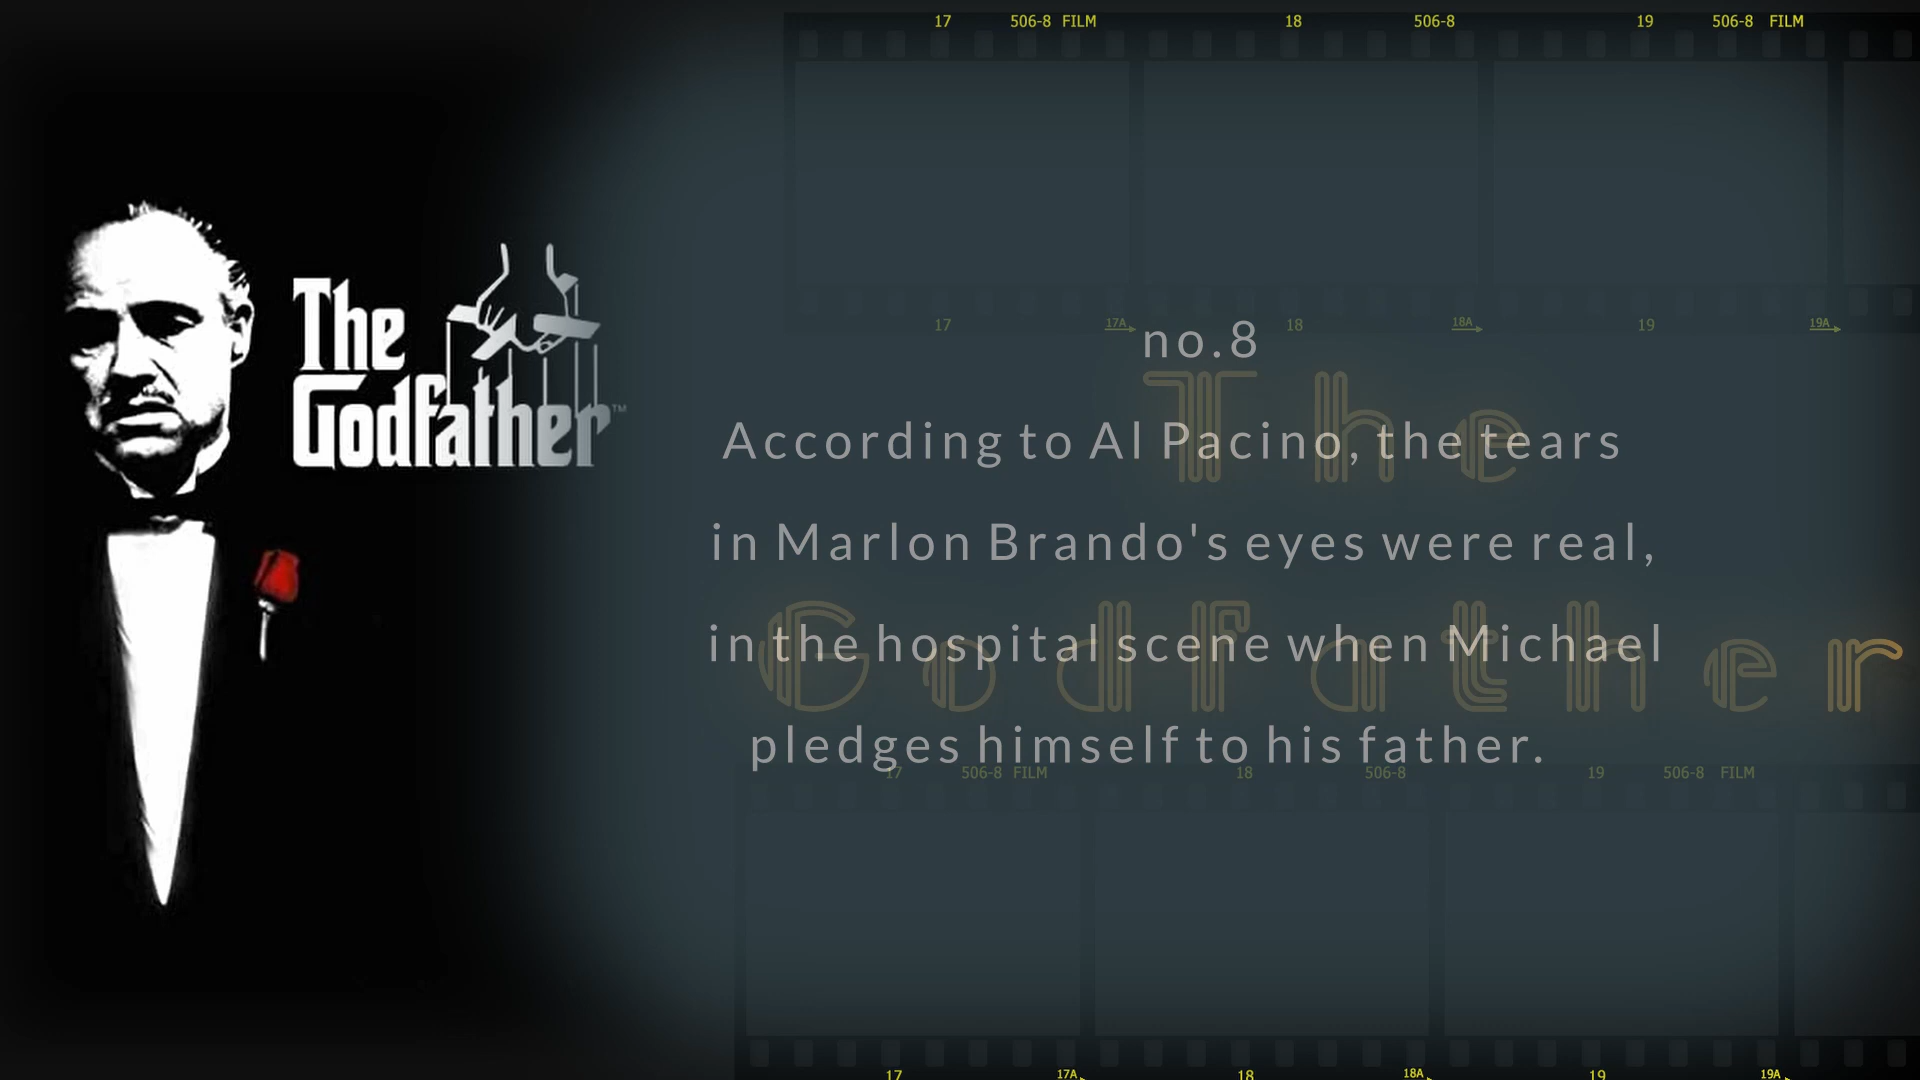 17 506-8 FILM 18 506-8 19 506-8 FILM
The
Godfather™
17 17A 18 18A 19 19A
no.8
The
According to Al Pacino, the tears
in Marlon Brando's eyes were real,
Godfather
in the hospital scene when Michael
pledges himself to his father.
17 506-8 FILM 18 506-8 19 506-8 FILM
17 17A 18 18A 19 19A